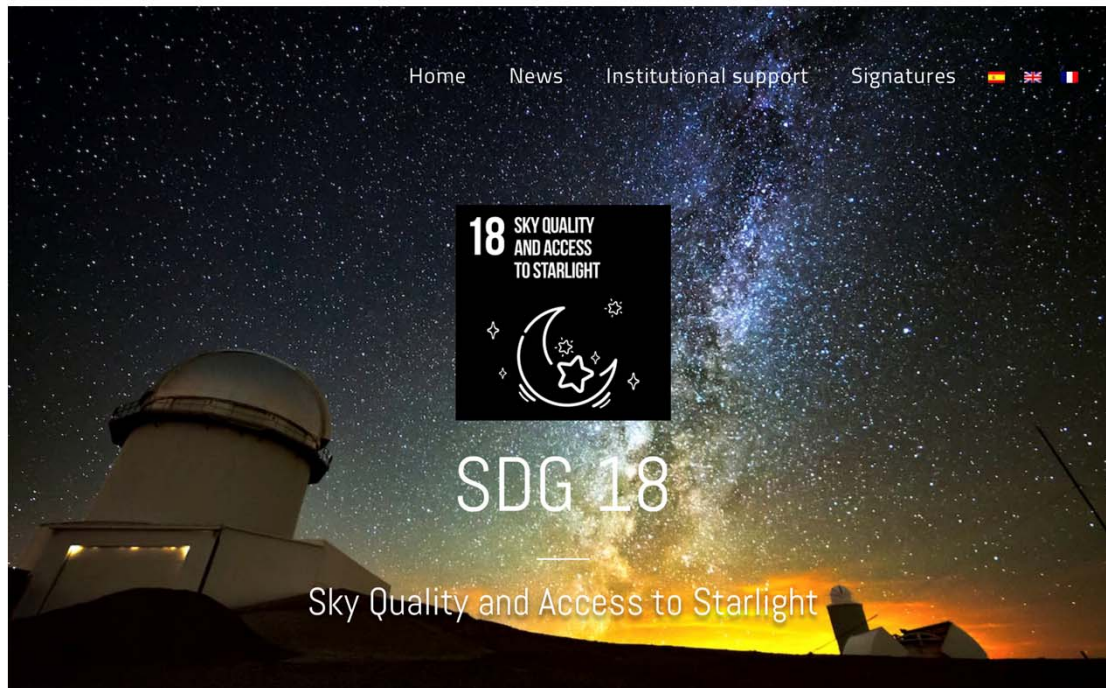 Home News Institutional support Signatures
18 SKY QUALITY
AND ACCESS
TO STARLIGHT
SDG 18
Sky Quality and Access to Starlight